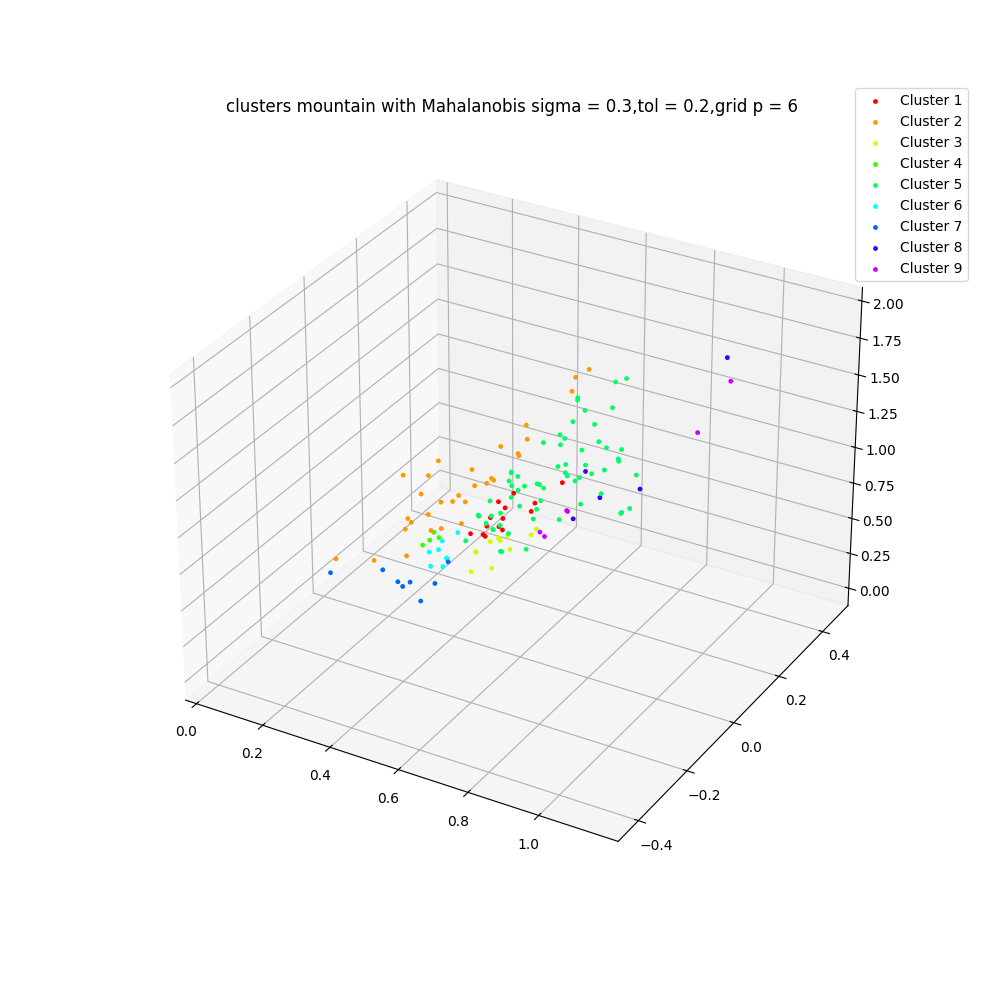 clusters mountain with Mahalanobis sigma = 0.3,tol = 0.2,grid p = 6
Cluster 1
Cluster 2
Cluster 3
Cluster 4
Cluster 5
Cluster 6
Cluster 7
Cluster 8
Cluster 9
2.00
1.75
1.50
1.25
1.00
0.75
0.50
0.25
0.00
0.4
0.2
0.0
−0.2
−0.4
0.0
0.2
0.4
0.6
0.8
1.0